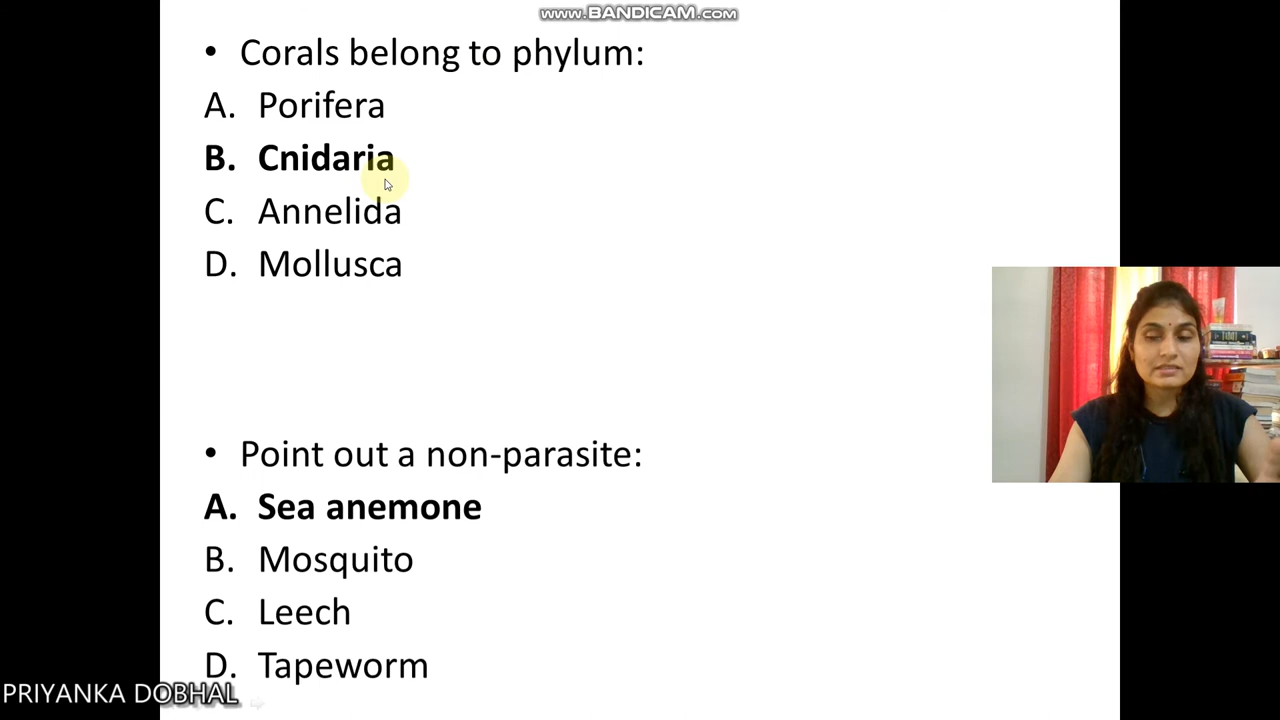 www.BANDICAM.com
• Corals belong to phylum:
A. Porifera
B. Cnidaria
C. Annelida
D. Mollusca
• Point out a non-parasite:
A. Sea anemone
B. Mosquito
C. Leech
D. Tapeworm
PRIYANKA DOBHAL